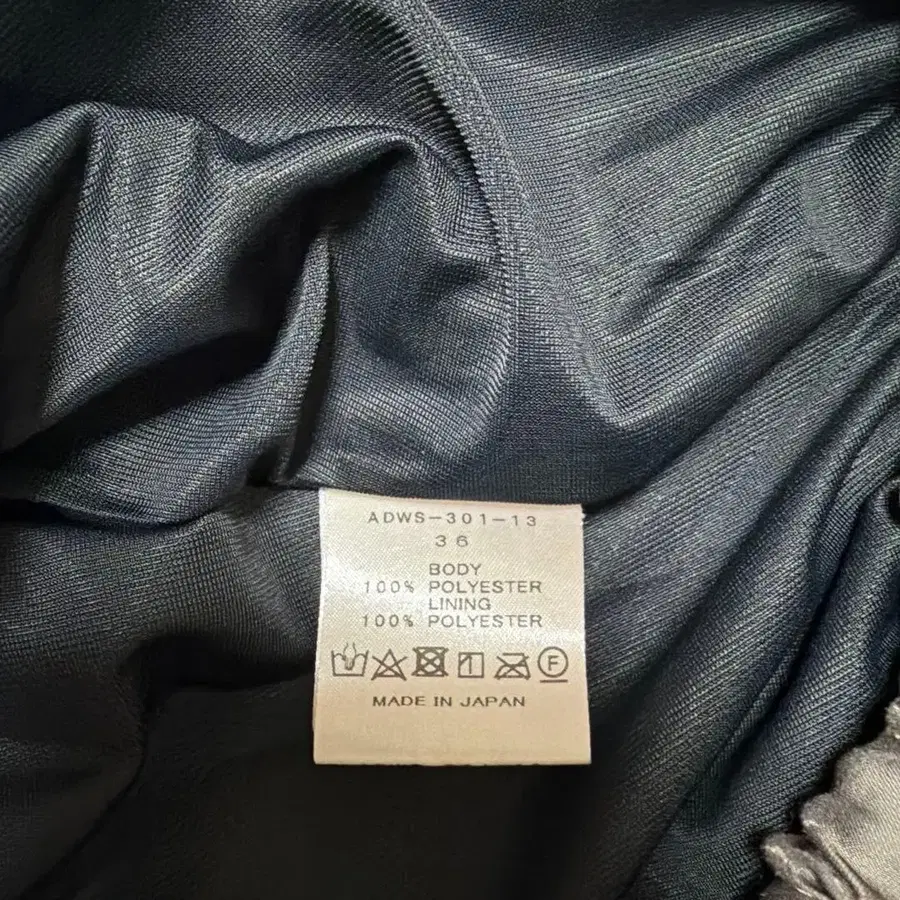 ADWS-301-13
36
BODY
100% POLYESTER
LINING
100% POLYESTER
F
MADE IN JAPAN